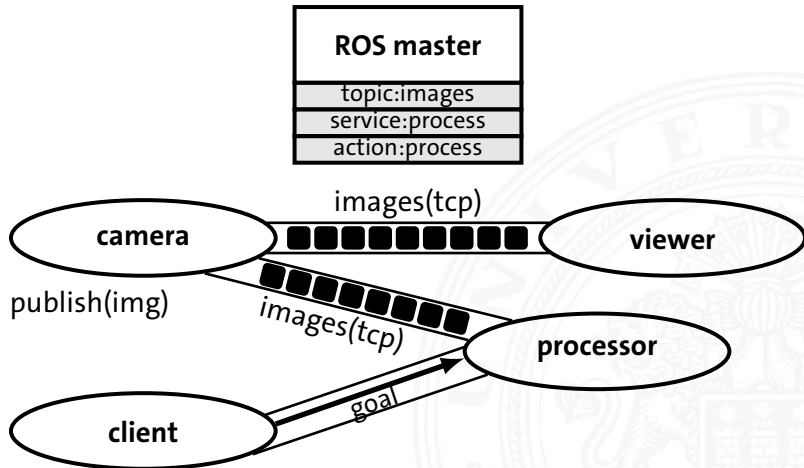 ROS master
topic:images
service:process
action:process
images(tcp)
camera
viewer
publish(img)
images(tcp)
processor
goal
client